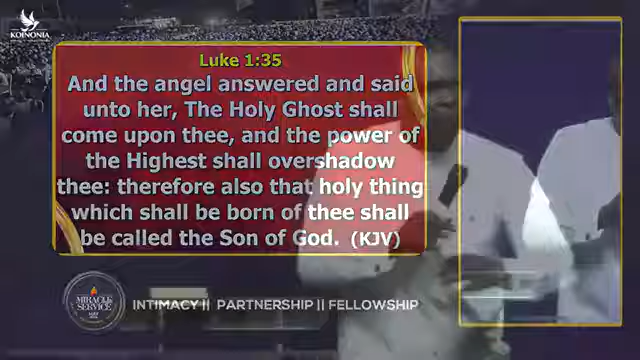 KOINONIA
Luke 1:35
And the angel answered and said
unto her, The Holy Ghost shall
come upon thee, and the power of
the Highest shall overshadow
thee: therefore also that holy thing
which shall be born of thee shall
be called the Son of God. (KJV)
MIRACLE
SERVICE
INTIMACY || PARTNERSHIP || FELLOWSHIP